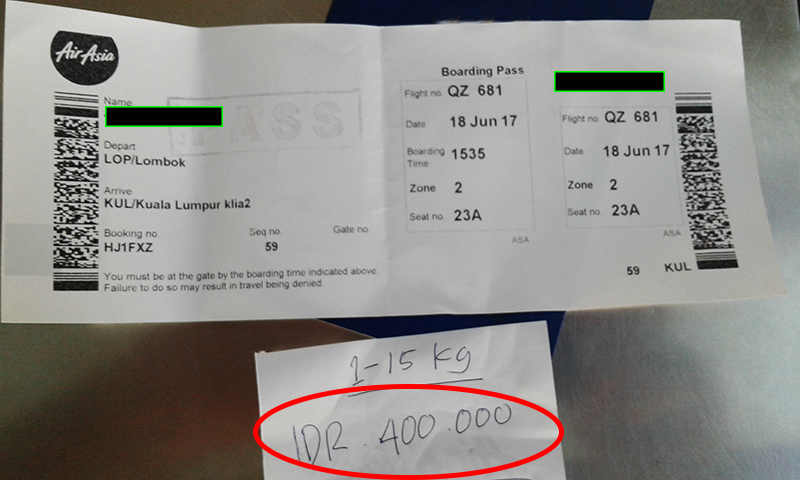 AirAsia
Boarding Pass
Name
PASS
Depart
LOP/Lombok
Arrive
KUL/Kuala Lumpur klia2
Booking no. Seq no. Gate no.
HJ1FXZ 59
You must be at the gate by the boarding time indicated above.
Failure to do so may result in travel being denied.
Flight no. QZ 681
Date 18 Jun 17
Boarding Time 1535
Zone 2
Seat no. 23A
ASA
Flight no. QZ 681
Date 18 Jun 17
Zone 2
Seat no. 23A
ASA
59 KUL
1-15 Kg
IDR. 400.000